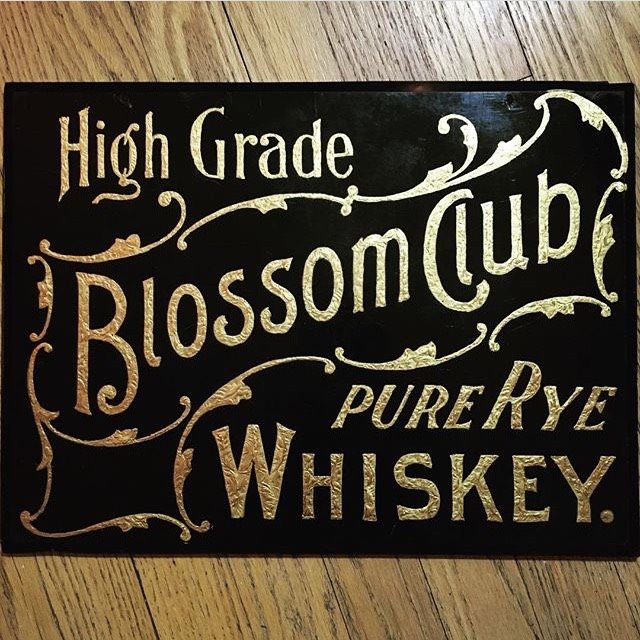 High Grade
Blossom Club
PURE RYE
WHISKEY.